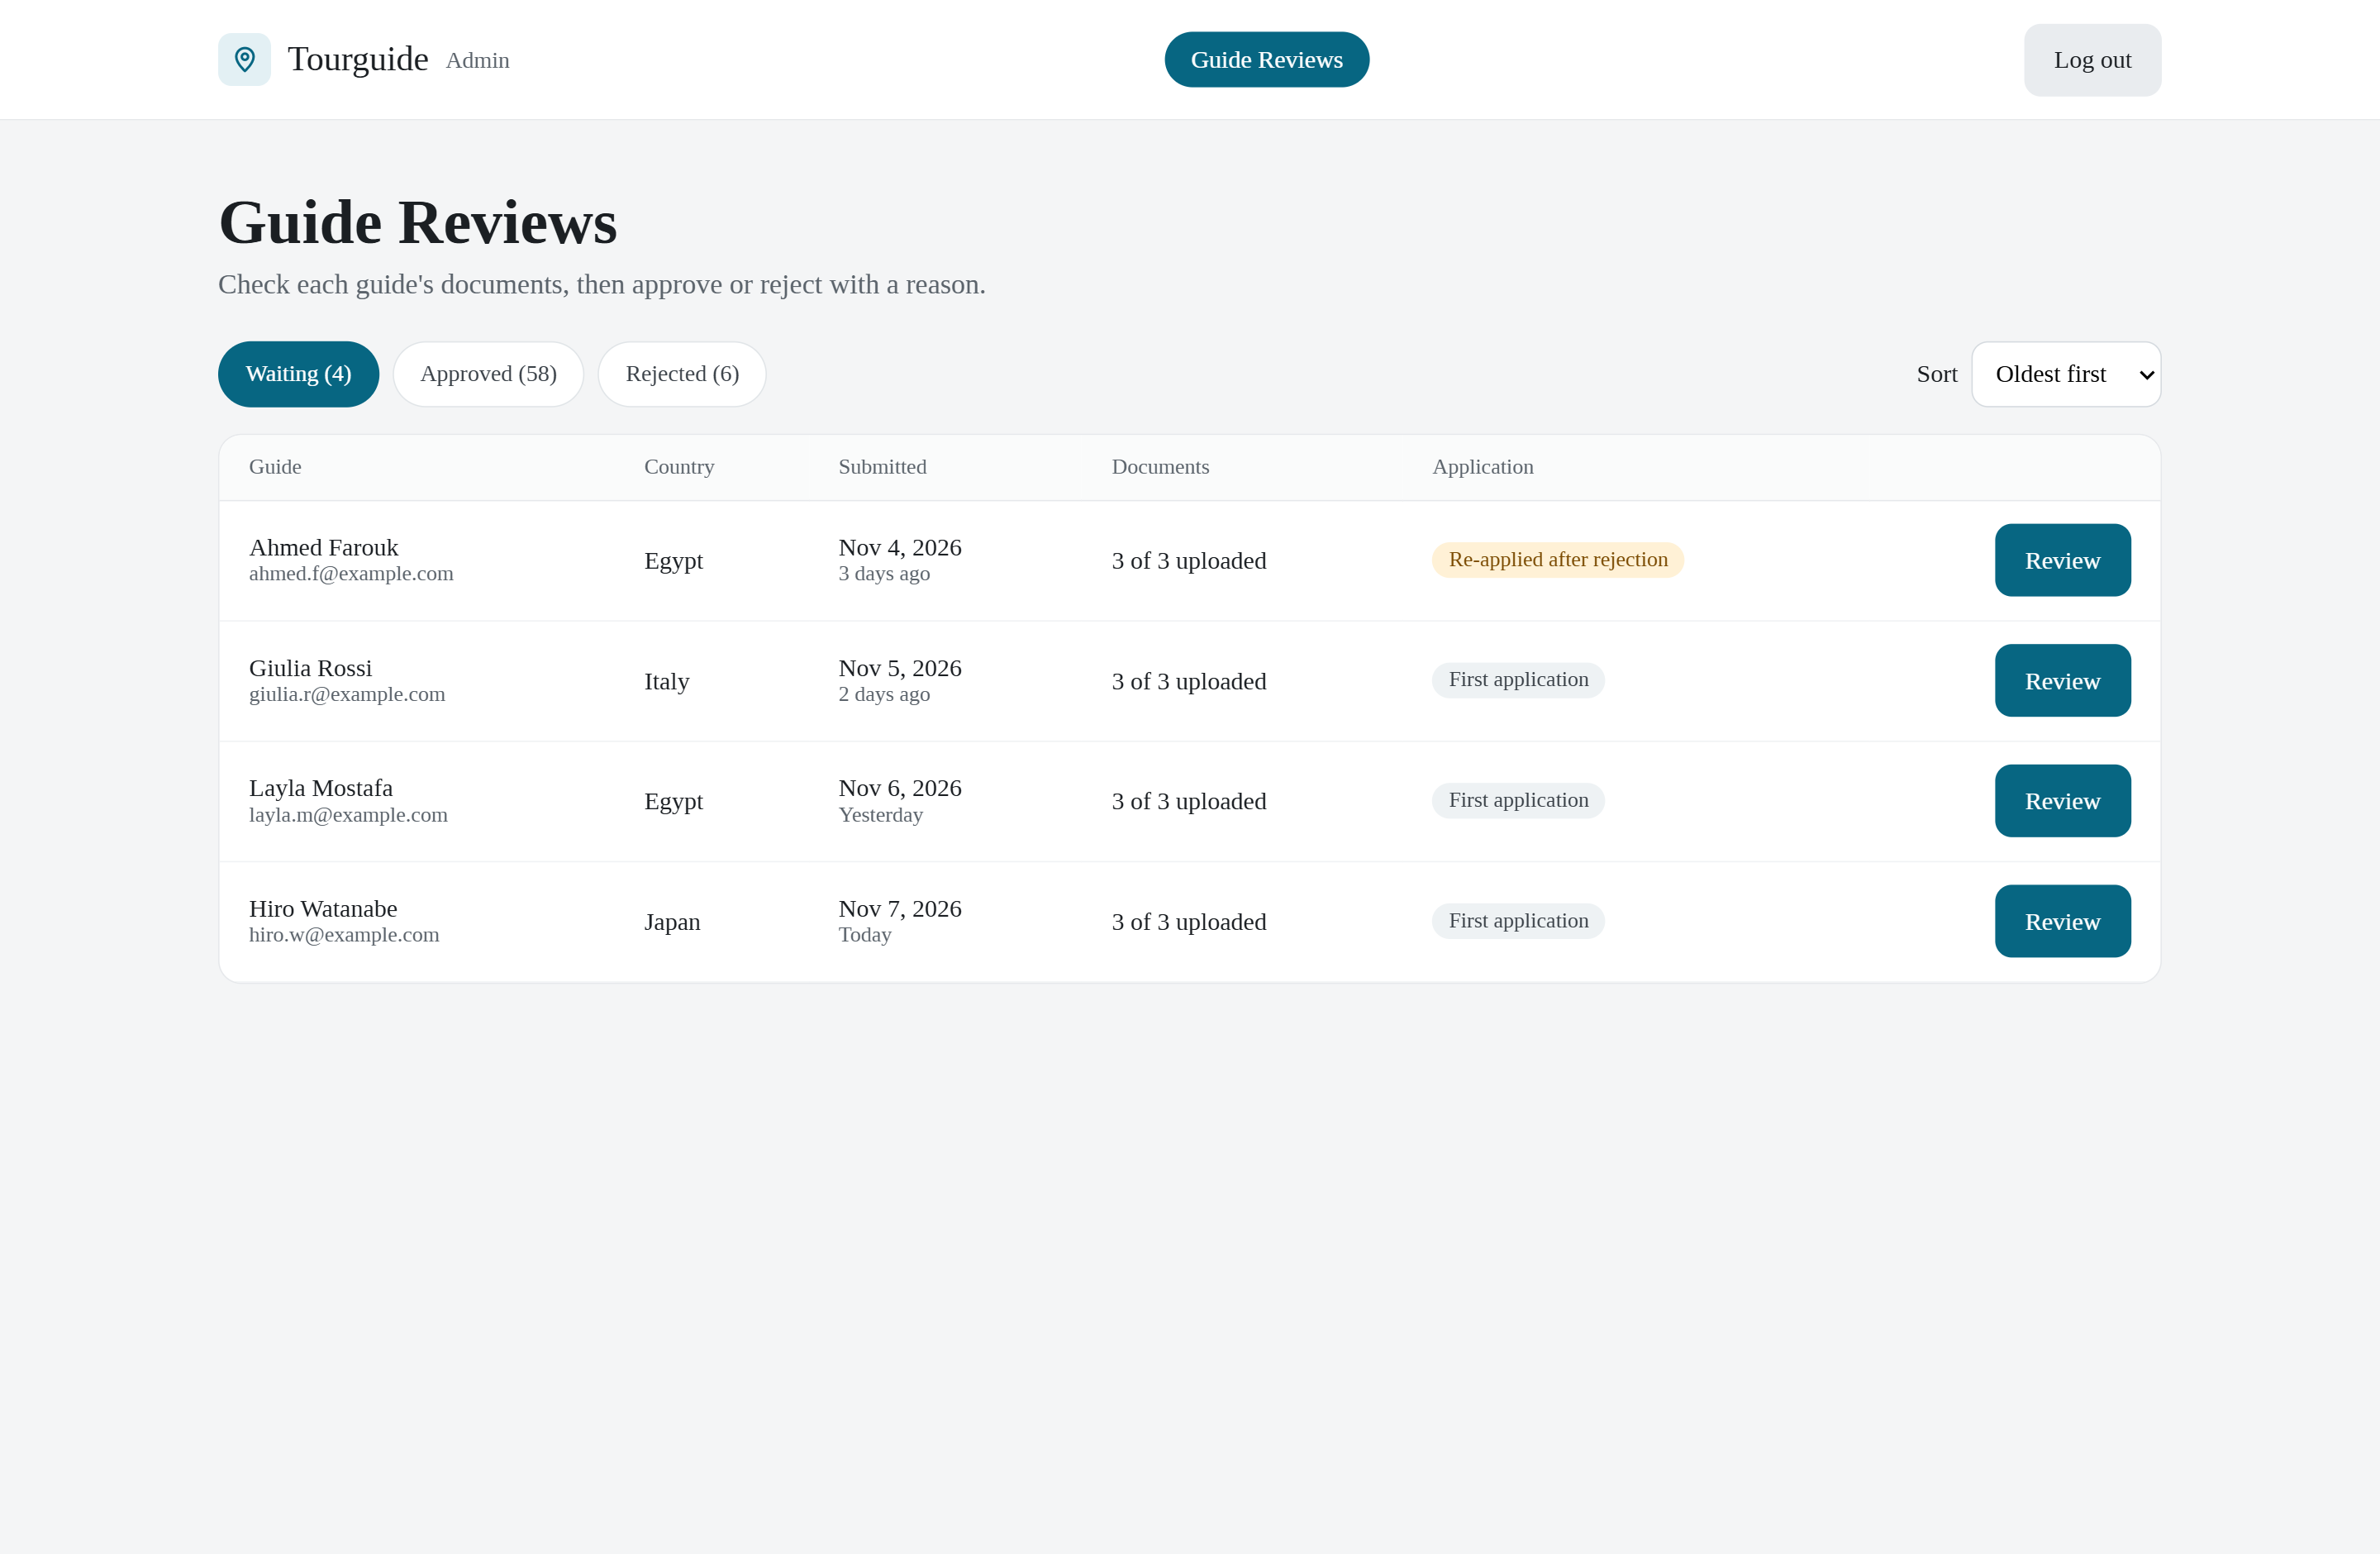 Tourguide Admin
Guide Reviews
Log out
Guide Reviews
Check each guide's documents, then approve or reject with a reason.
Waiting (4)
Approved (58)
Rejected (6)
Sort
Oldest first
Guide
Country
Submitted
Documents
Application
Ahmed Farouk
ahmed.f@example.com
Egypt
Nov 4, 2026
3 days ago
3 of 3 uploaded
Re-applied after rejection
Review
Giulia Rossi
giulia.r@example.com
Italy
Nov 5, 2026
2 days ago
3 of 3 uploaded
First application
Review
Layla Mostafa
layla.m@example.com
Egypt
Nov 6, 2026
Yesterday
3 of 3 uploaded
First application
Review
Hiro Watanabe
hiro.w@example.com
Japan
Nov 7, 2026
Today
3 of 3 uploaded
First application
Review